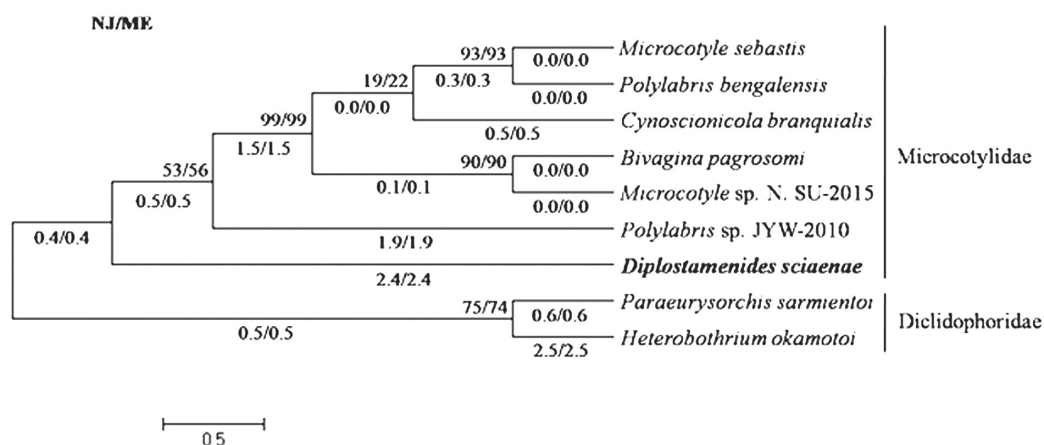 NJ/ME
93/93
Microcotyle sebastis
0.0/0.0
19/22
0.3/0.3
Polylabris bengalensis
0.0/0.0
0.0/0.0
99/99
Cynoscionicola branquialis
0.5/0.5
1.5/1.5
90/90
Bivagina pagrosomi
0.0/0.0
Microcotylidae
53/56
0.1/0.1
Microcotyle sp. N. SU-2015
0.0/0.0
0.5/0.5
Polylabris sp. JYW-2010
1.9/1.9
0.4/0.4
Diplostamenides sciaenae
2.4/2.4
75/74
Paraeurysorchis sarmientoi
0.6/0.6
Diclidophoridae
0.5/0.5
Heterobothrium okamotoi
2.5/2.5
0.5